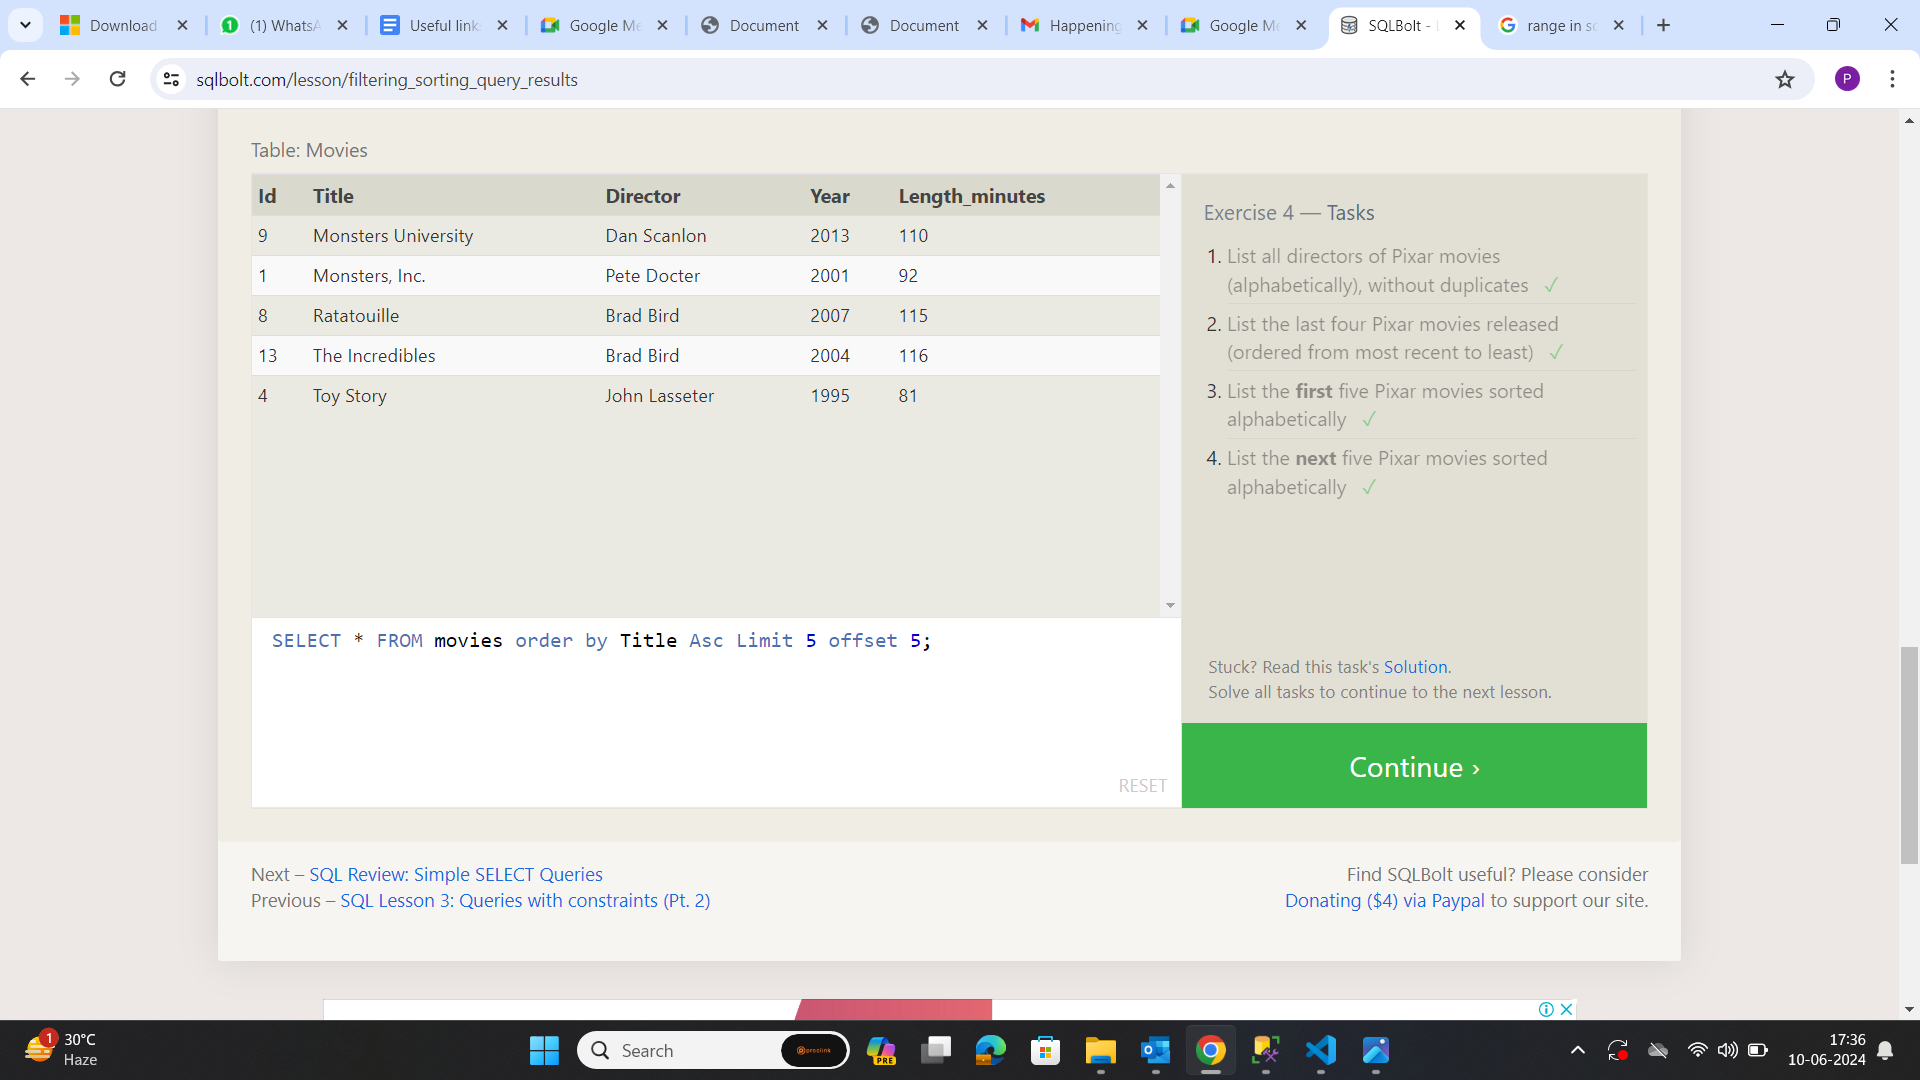 Download
(1) WhatsA
Useful link
Google Me
Document
Document
Happening
Google Me
SQLBolt -
range in sq
sqlbolt.com/lesson/filtering_sorting_query_results
P
Table: Movies
Id Title Director Year Length_minutes
9 Monsters University Dan Scanlon 2013 110
1 Monsters, Inc. Pete Docter 2001 92
8 Ratatouille Brad Bird 2007 115
13 The Incredibles Brad Bird 2004 116
4 Toy Story John Lasseter 1995 81
SELECT * FROM movies order by Title Asc Limit 5 offset 5;
RESET
Exercise 4 — Tasks
1. List all directors of Pixar movies
(alphabetically), without duplicates ✓
2. List the last four Pixar movies released
(ordered from most recent to least) ✓
3. List the first five Pixar movies sorted
alphabetically ✓
4. List the next five Pixar movies sorted
alphabetically ✓
Stuck? Read this task's Solution.
Solve all tasks to continue to the next lesson.
Continue ›
Next – SQL Review: Simple SELECT Queries
Previous – SQL Lesson 3: Queries with constraints (Pt. 2)
Find SQLBolt useful? Please consider
Donating ($4) via Paypal to support our site.
1
30°C
Haze
Search
PRE
17:36
10-06-2024